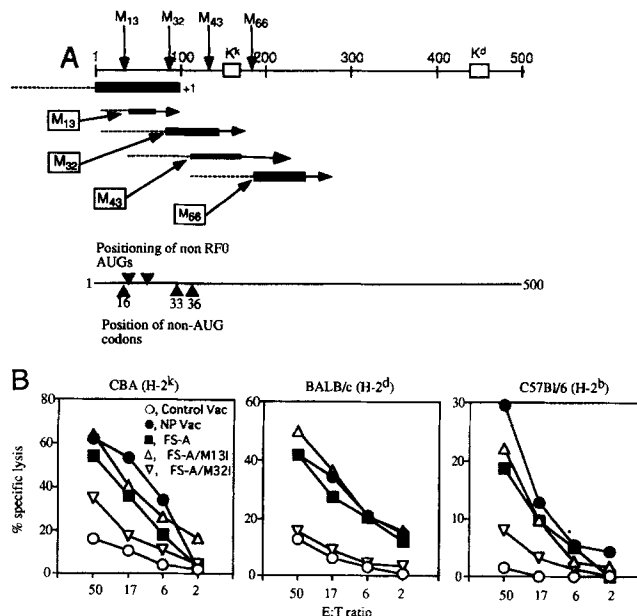 M13 M32 M43 M66
A
1 100 Kk 200 300 400 Kd 500
+1
M13
M32
M43
M66
Positioning of non RF0
AUGs
1 500
16 33 36
Position of non-AUG
codons
B
CBA (H-2k) BALB/c (H-2d) C57Bl/6 (H-2b)
% specific lysis
80 60 40 20 0
○, Control Vac
●, NP Vac
■, FS-A
△, FS-A/M13I
▽, FS-A/M32I
60 40 20 0
30 20 10 0
50 17 6 2 50 17 6 2 50 17 6 2
E:T ratio